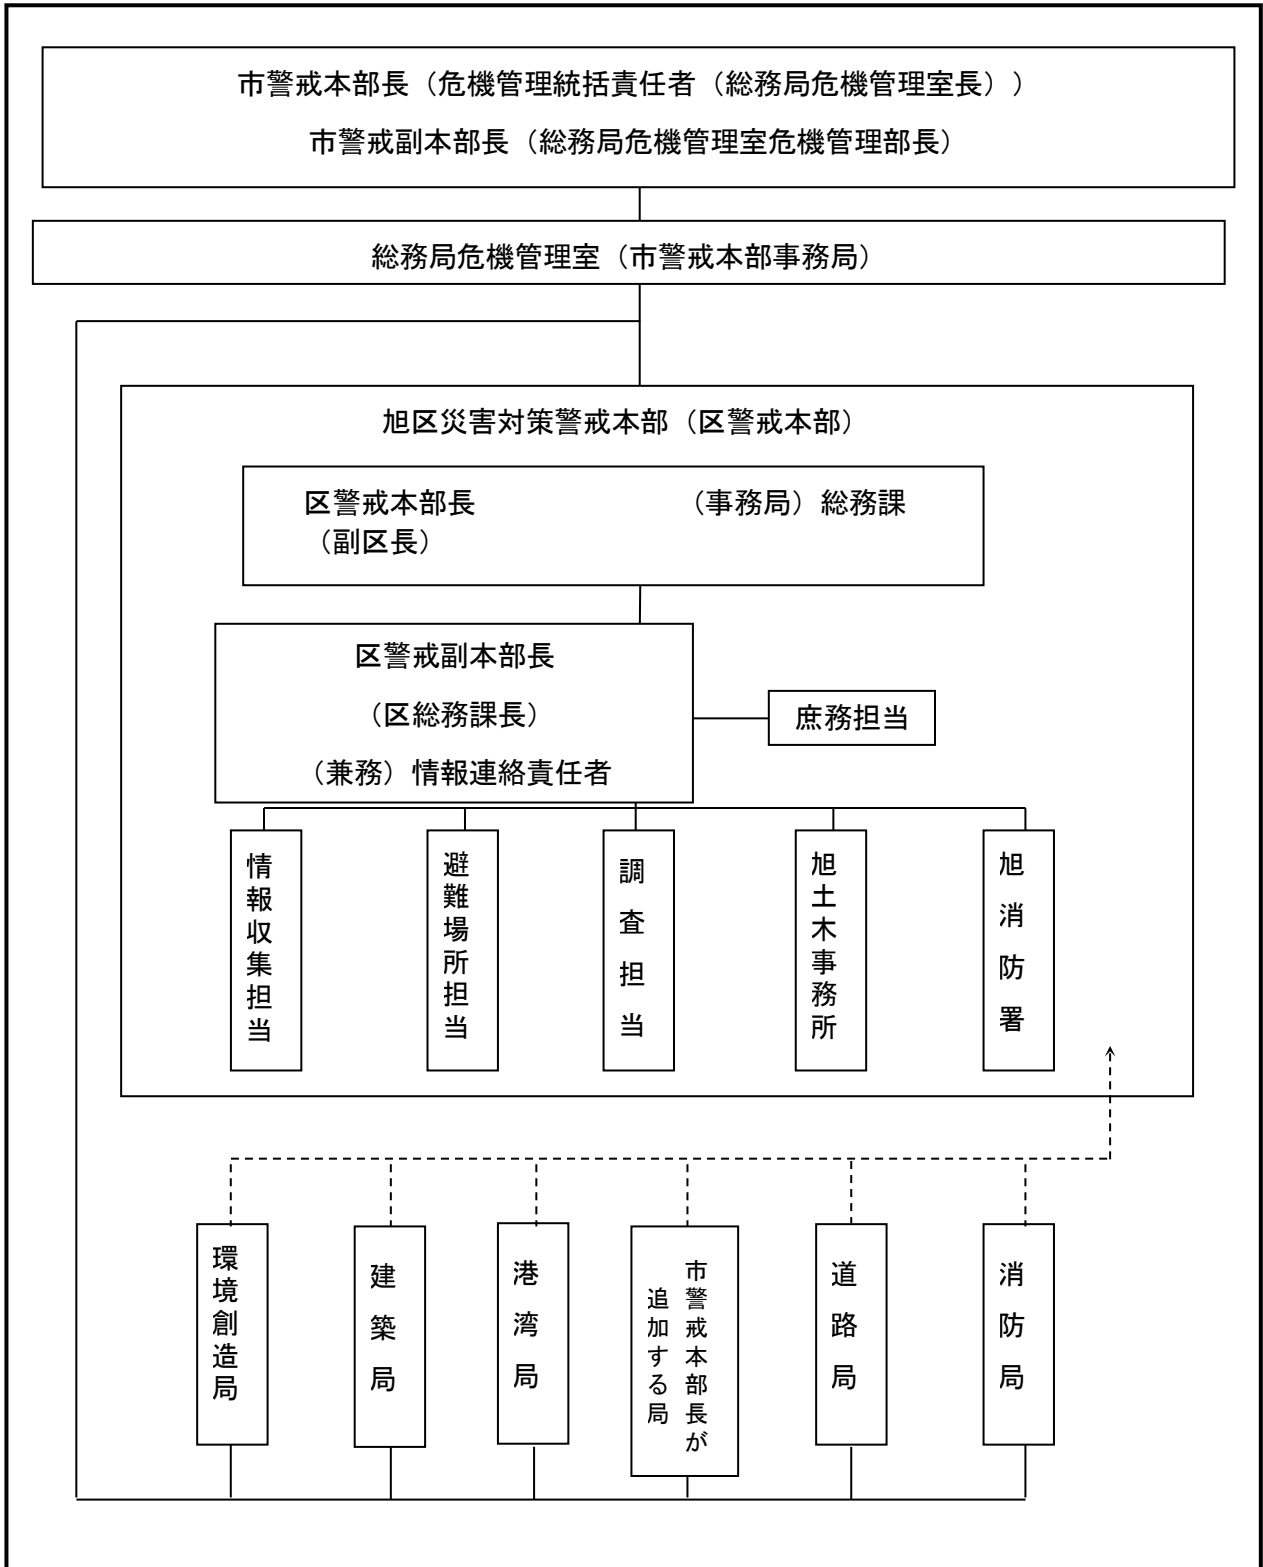 市警戒本部長（危機管理統括責任者（総務局危機管理室長））
市警戒副本部長（総務局危機管理室危機管理部長）
総務局危機管理室（市警戒本部事務局）
旭区災害対策警戒本部（区警戒本部）
区警戒本部長
（事務局）総務課
（副区長）
区警戒副本部長
（区総務課長）
（兼務）情報連絡責任者
庶務担当
情報収集担当
避難場所担当
調査担当
旭土木事務所
旭消防署
環境創造局
建築局
港湾局
市警戒本部長が
追加する局
道路局
消防局